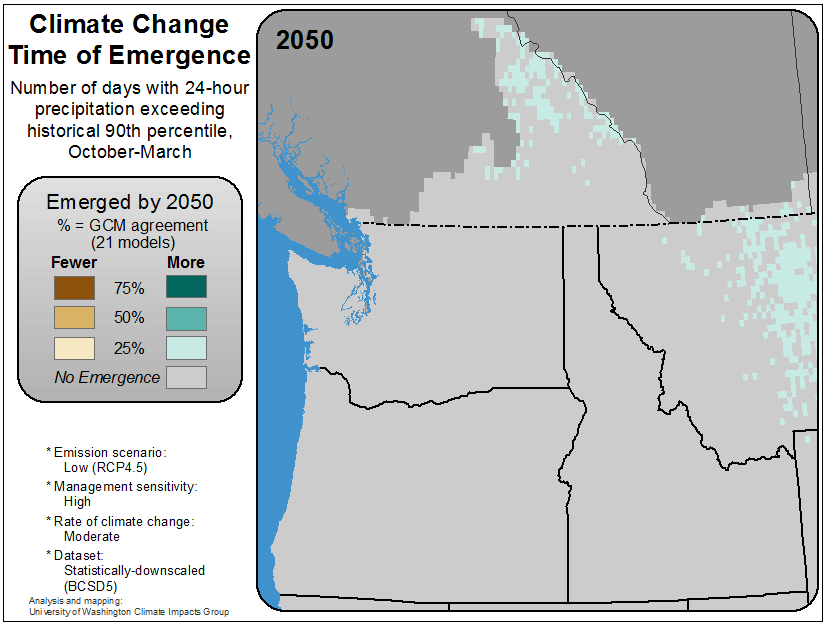 Climate Change
Time of Emergence
Number of days with 24-hour
precipitation exceeding
historical 90th percentile,
October-March
2050
Emerged by 2050
% = GCM agreement
(21 models)
Fewer More
75%
50%
25%
No Emergence
* Emission scenario:
Low (RCP4.5)
* Management sensitivity:
High
* Rate of climate change:
Moderate
* Dataset:
Statistically-downscaled
(BCSD5)
Analysis and mapping:
University of Washington Climate Impacts Group